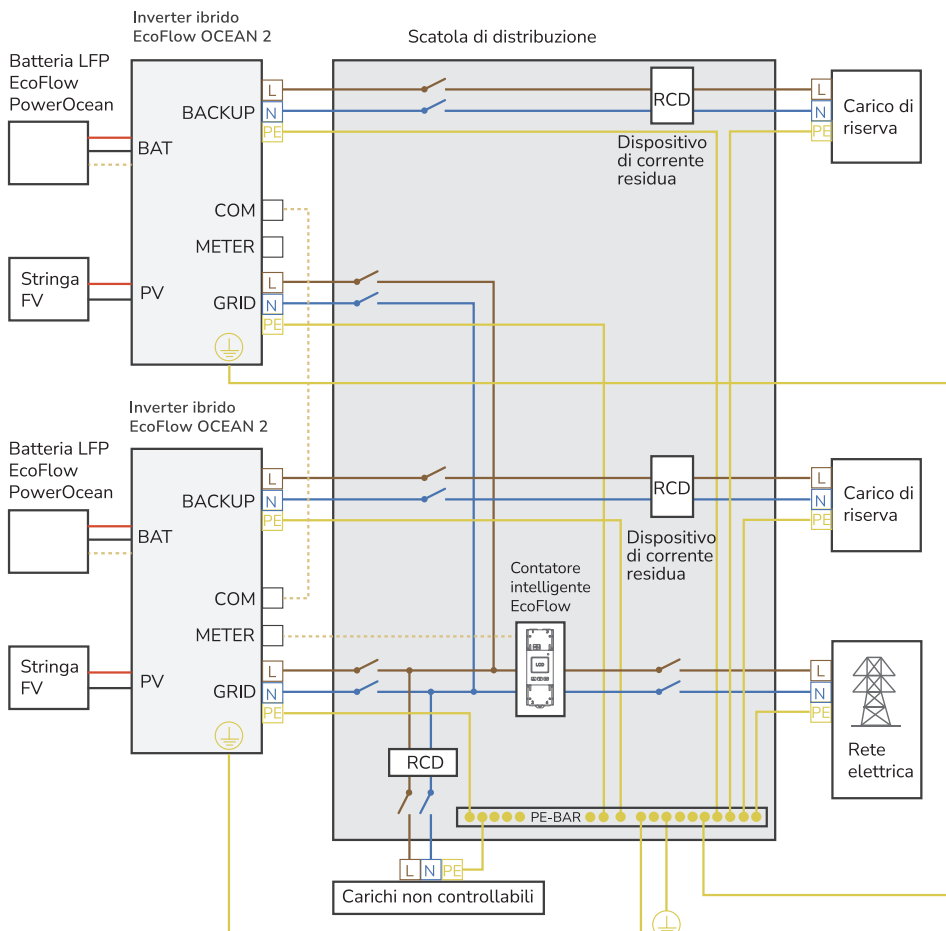 Inverter ibrido
EcoFlow OCEAN 2
Scatola di distribuzione
Batteria LFP
EcoFlow
PowerOcean
BAT
BACKUP
L
N
PE
RCD
Dispositivo
di corrente
residua
L
N
PE
Carico di
riserva
COM
METER
Stringa
FV
PV
GRID
L
N
PE
Inverter ibrido
EcoFlow OCEAN 2
Batteria LFP
EcoFlow
PowerOcean
BAT
BACKUP
L
N
PE
RCD
Dispositivo
di corrente
residua
L
N
PE
Carico di
riserva
COM
METER
Contatore
intelligente
EcoFlow
LCD
Stringa
FV
PV
GRID
L
N
PE
L
N
PE
Rete
elettrica
RCD
PE-BAR
L
N
PE
Carichi non controllabili